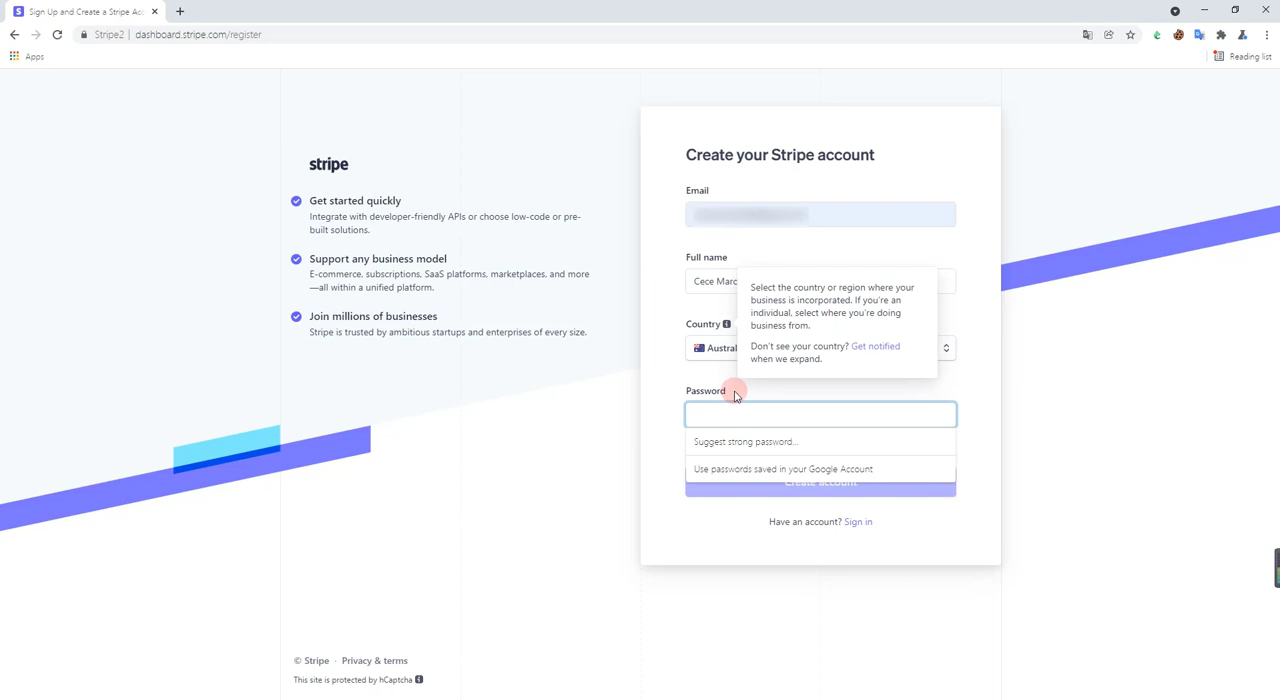 Sign Up and Create a Stripe Acc
Stripe2 | dashboard.stripe.com/register
Apps
Reading list
stripe
Get started quickly
Integrate with developer-friendly APIs or choose low-code or pre-
built solutions.
Support any business model
E-commerce, subscriptions, SaaS platforms, marketplaces, and more
—all within a unified platform.
Join millions of businesses
Stripe is trusted by ambitious startups and enterprises of every size.
Create your Stripe account
Email
Full name
Cece Marc
Select the country or region where your
business is incorporated. If you're an
individual, select where you're doing
business from.
Don't see your country? Get notified
when we expand.
Country
Austral
Password
Suggest strong password...
Use passwords saved in your Google Account
Create account
Have an account? Sign in
© Stripe · Privacy & terms
This site is protected by hCaptcha